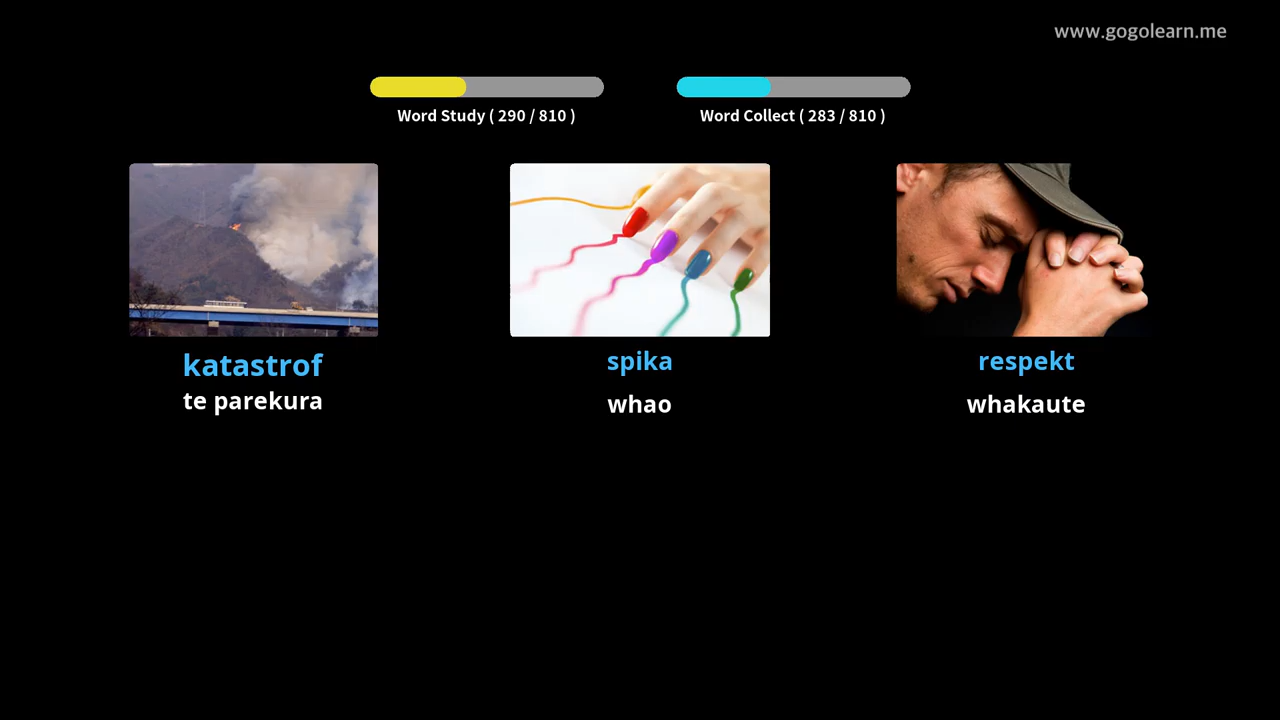 www.gogolearn.me
Word Study ( 290 / 810 )
Word Collect ( 283 / 810 )
katastrof
te parekura
spika
whao
respekt
whakaute